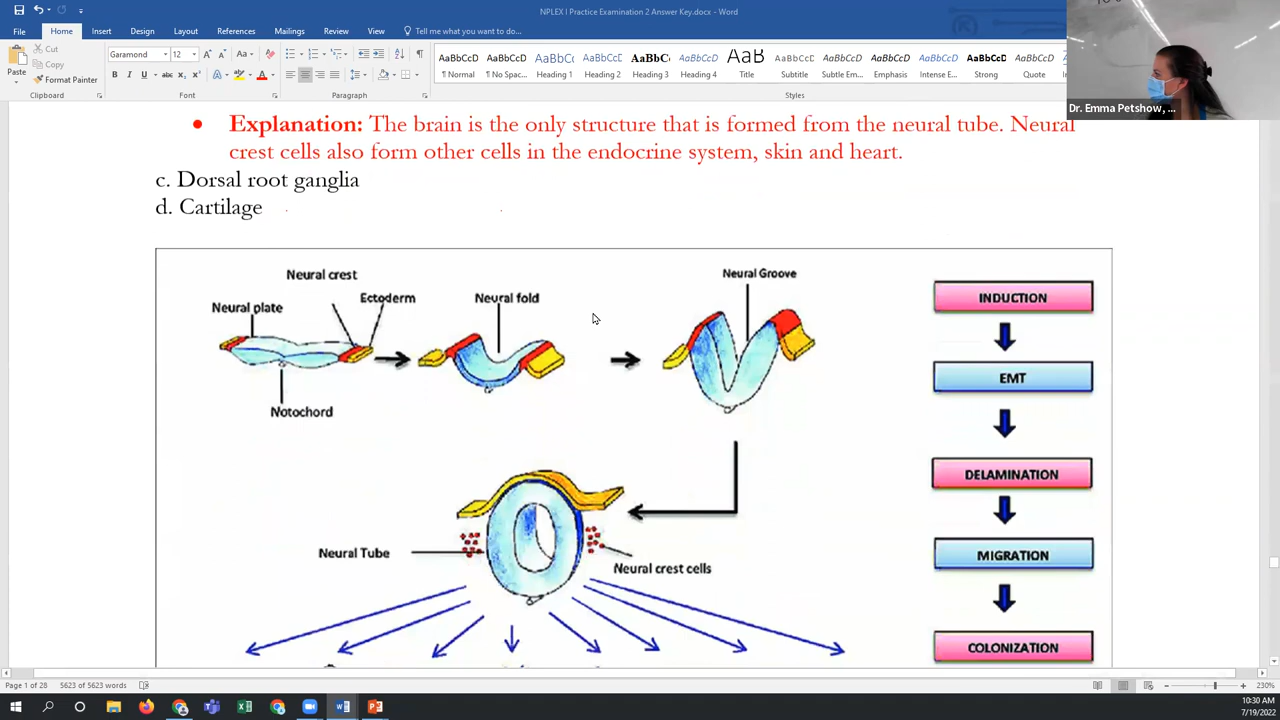 NPLEX I Practice Examination 2 Answer Key.docx - Word
File Home Insert Design Layout References Mailings Review View Tell me what you want to do...
Paste
Cut
Copy
Format Painter
Clipboard
Garamond 12
Font
Paragraph
AaBbCcD AaBbCcD AaBbCc AaBbCcD AaBbCc AaBbCcD AaB AaBbCcD AaBbCcD AaBbCcD AaBbCcD AaBbCcD AaBbCcD
¶ Normal ¶ No Spac... Heading 1 Heading 2 Heading 3 Heading 4 Title Subtitle Subtle Em... Emphasis Intense E... Strong Quote
Styles
Dr. Emma Petshow, ...
• Explanation: The brain is the only structure that is formed from the neural tube. Neural
crest cells also form other cells in the endocrine system, skin and heart.
c. Dorsal root ganglia
d. Cartilage
Neural crest
Neural plate
Ectoderm
Notochord
Neural fold
Neural Groove
Neural Tube
Neural crest cells
INDUCTION
EMT
DELAMINATION
MIGRATION
COLONIZATION
Page 1 of 28 5623 of 5623 words
230%
10:30 AM
7/19/2022